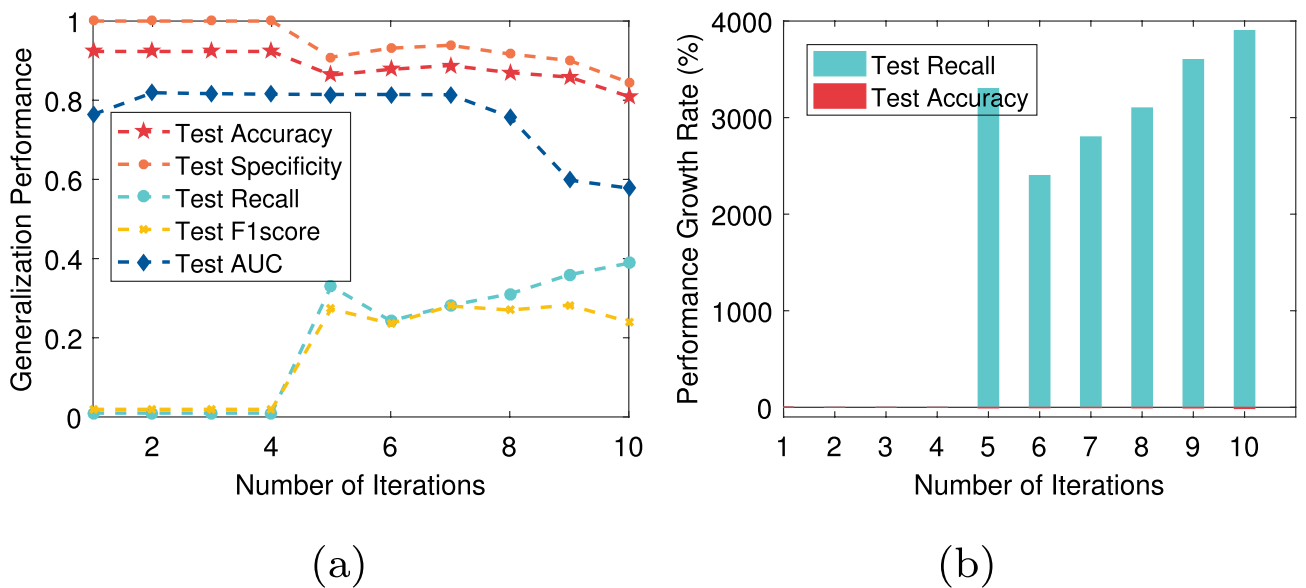 Generalization Performance
1
0.8
0.6
0.4
0.2
0
Test Accuracy
Test Specificity
Test Recall
Test F1score
Test AUC
2 4 6 8 10
Number of Iterations
(a)
Performance Growth Rate (%)
4000
3000
2000
1000
0
Test Recall
Test Accuracy
1 2 3 4 5 6 7 8 9 10
Number of Iterations
(b)